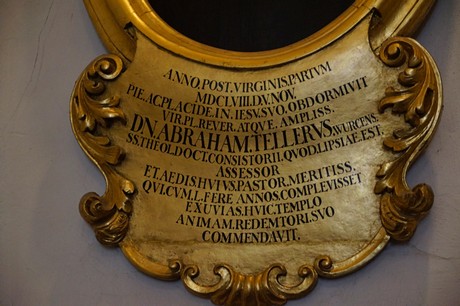 ANNO.POST.VIRGINIS.PARTVM
MDCLVIII.D.V.NOV.
PIE.AC.PLACIDE.IN.IESV.SVO.OBDORMIVIT
VIR.PL.REVER.ATQVE.AMPLISS.
DN.ABRAHAM.TELLERVS.WURCENS.
SS.THEOL.DOCT.CONSISTORII.QVOD.LIPSIAE.EST.
ASSESSOR
ET.AEDIS.HVIVS.PASTOR.MERITISS.
QVI.CVM.L.FERE.ANNOS.COMPLEVISSET
EXUVIAS.HVIC.TEMPLO
ANIMAM.REDEMTORI.SVO
COMMENDAVIT.